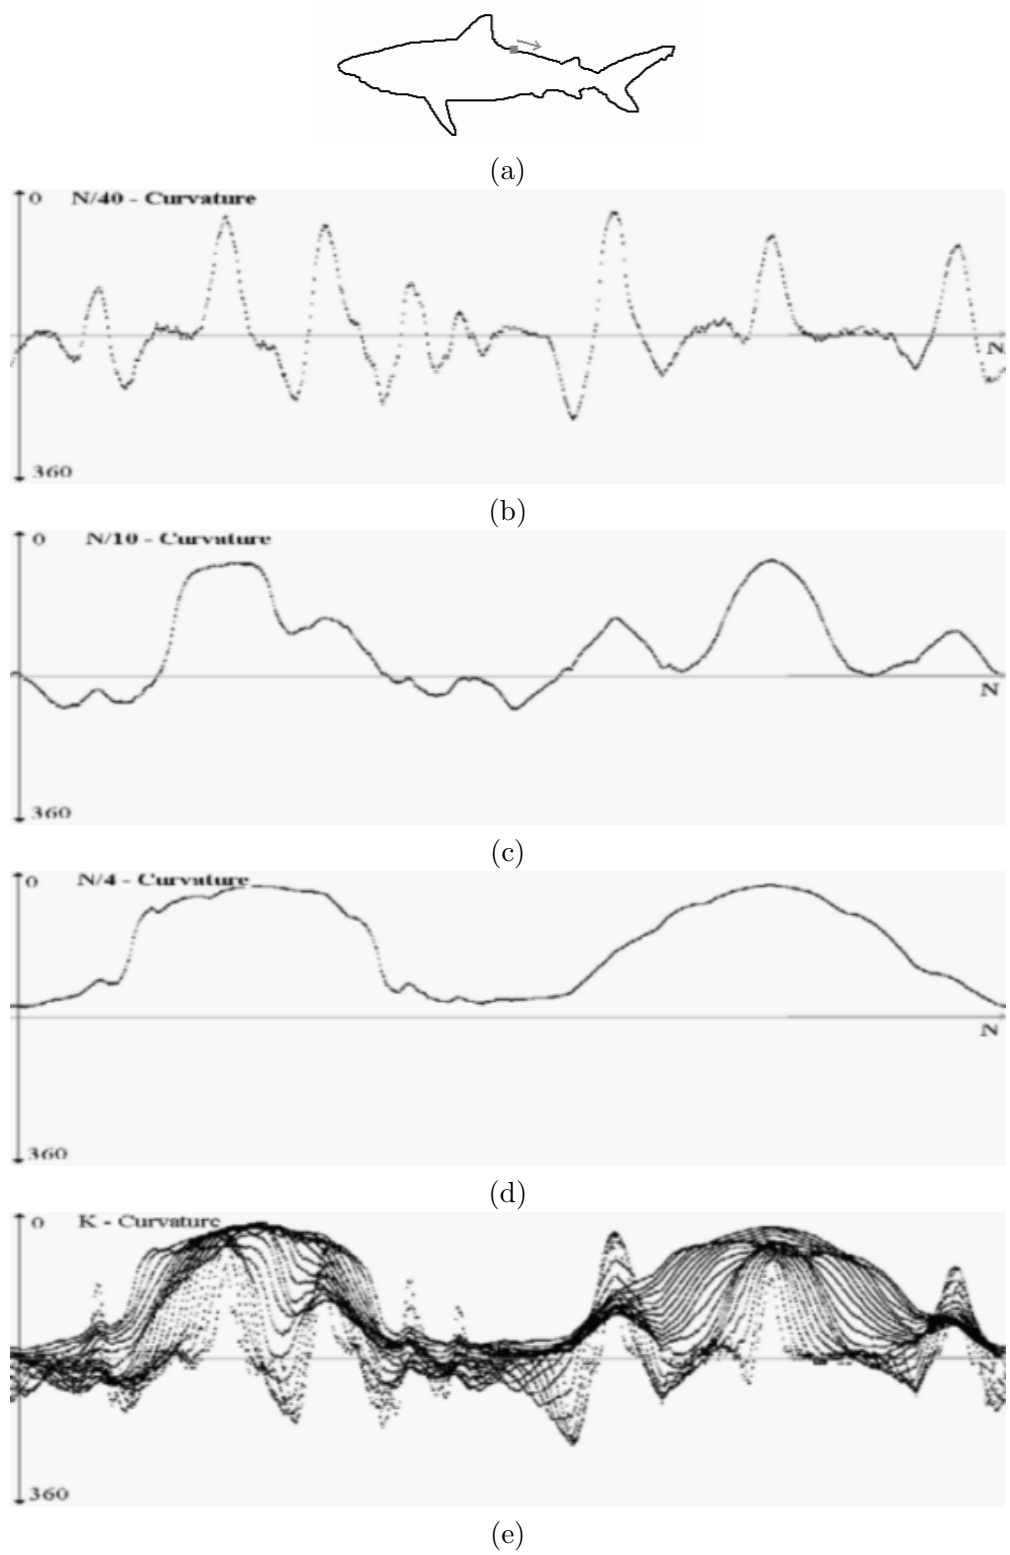 (a)
0 N/40 - Curvature
N
360
(b)
0 N/10 - Curvature
N
360
(c)
0 N/4 - Curvature
N
360
(d)
0 K - Curvature
N
360
(e)